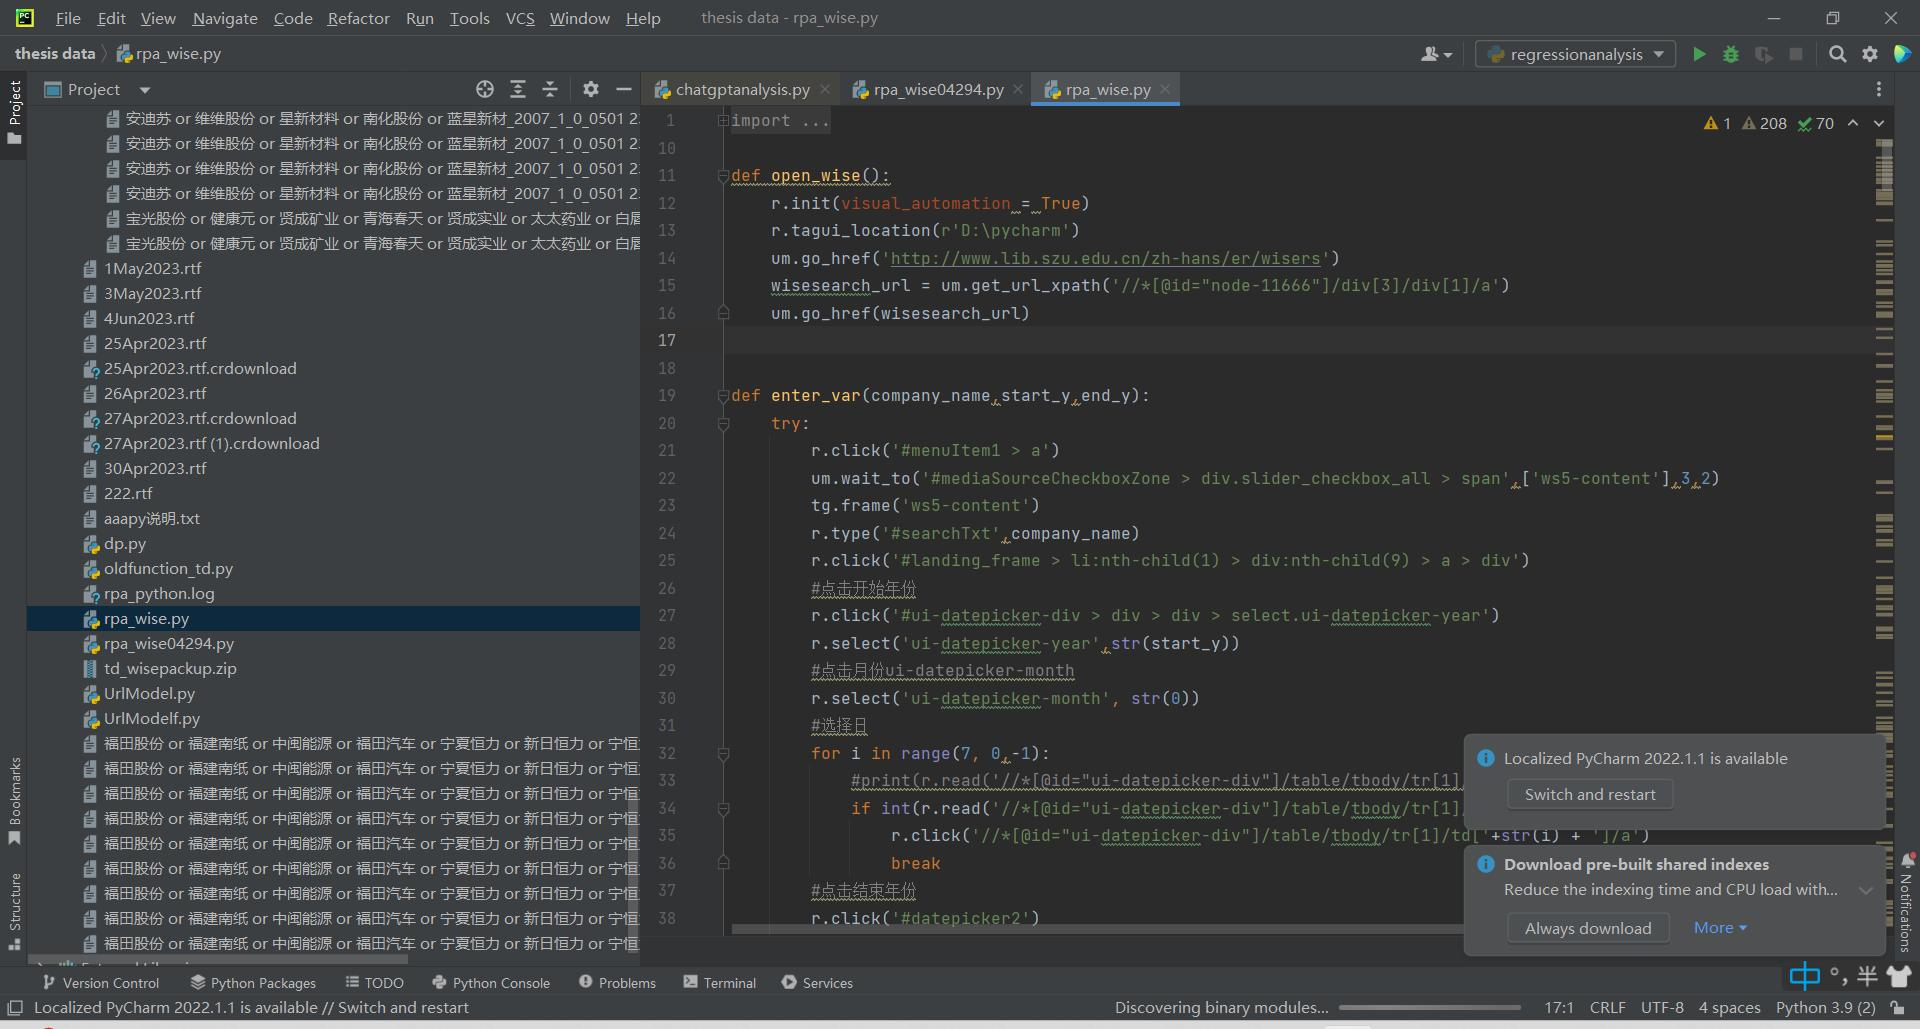 File Edit View Navigate Code Refactor Run Tools VCS Window Help thesis data - rpa_wise.py
thesis data rpa_wise.py
regressionanalysis
Project
Project
chatgptanalysis.py
rpa_wise04294.py
rpa_wise.py
安迪苏 or 维维股份 or 星新材料 or 南化股份 or 蓝星新材_2007_1_0_0501 2
安迪苏 or 维维股份 or 星新材料 or 南化股份 or 蓝星新材_2007_1_0_0501 2
安迪苏 or 维维股份 or 星新材料 or 南化股份 or 蓝星新材_2007_1_0_0501 2
安迪苏 or 维维股份 or 星新材料 or 南化股份 or 蓝星新材_2007_1_0_0501 2
宝光股份 or 健康元 or 贤成矿业 or 青海春天 or 贤成实业 or 太太药业 or 白
宝光股份 or 健康元 or 贤成矿业 or 青海春天 or 贤成实业 or 太太药业 or 白
1May2023.rtf
3May2023.rtf
4Jun2023.rtf
25Apr2023.rtf
25Apr2023.rtf.crdownload
26Apr2023.rtf
27Apr2023.rtf.crdownload
27Apr2023.rtf (1).crdownload
30Apr2023.rtf
222.rtf
aaapy说明.txt
dp.py
oldfunction_td.py
rpa_python.log
rpa_wise.py
rpa_wise04294.py
td_wisepackup.zip
UrlModel.py
UrlModelf.py
福田股份 or 福建南纸 or 中闽能源 or 福田汽车 or 宁夏恒力 or 新日恒力 or 宁恒
福田股份 or 福建南纸 or 中闽能源 or 福田汽车 or 宁夏恒力 or 新日恒力 or 宁恒
福田股份 or 福建南纸 or 中闽能源 or 福田汽车 or 宁夏恒力 or 新日恒力 or 宁恒
福田股份 or 福建南纸 or 中闽能源 or 福田汽车 or 宁夏恒力 or 新日恒力 or 宁恒
福田股份 or 福建南纸 or 中闽能源 or 福田汽车 or 宁夏恒力 or 新日恒力 or 宁恒
福田股份 or 福建南纸 or 中闽能源 or 福田汽车 or 宁夏恒力 or 新日恒力 or 宁恒
福田股份 or 福建南纸 or 中闽能源 or 福田汽车 or 宁夏恒力 or 新日恒力 or 宁恒
福田股份 or 福建南纸 or 中闽能源 or 福田汽车 or 宁夏恒力 or 新日恒力 or 宁恒
福田股份 or 福建南纸 or 中闽能源 or 福田汽车 or 宁夏恒力 or 新日恒力 or 宁恒
Bookmarks
Structure
1 208 70
1 import ...
10
11 def open_wise():
12 r.init(visual_automation = True)
13 r.tagui_location(r'D:\pycharm')
14 um.go_href('http://www.lib.szu.edu.cn/zh-hans/er/wisers')
15 wisesearch_url = um.get_url_xpath('//*[@id="node-11666"]/div[3]/div[1]/a')
16 um.go_href(wisesearch_url)
17
18
19 def enter_var(company_name,start_y,end_y):
20 try:
21 r.click('#menuItem1 > a')
22 um.wait_to('#mediaSourceCheckboxZone > div.slider_checkbox_all > span',['ws5-content'],3,2)
23 tg.frame('ws5-content')
24 r.type('#searchTxt',company_name)
25 r.click('#landing_frame > li:nth-child(1) > div:nth-child(9) > a > div')
26 #点击开始年份
27 r.click('#ui-datepicker-div > div > div > select.ui-datepicker-year')
28 r.select('ui-datepicker-year',str(start_y))
29 #点击月份ui-datepicker-month
30 r.select('ui-datepicker-month', str(0))
31 #选择日
32 for i in range(7, 0,-1):
33 #print(r.read('//*[@id="ui-datepicker-div"]/table/tbody/tr[1]
34 if int(r.read('//*[@id="ui-datepicker-div"]/table/tbody/tr[1]
35 r.click('//*[@id="ui-datepicker-div"]/table/tbody/tr[1]/td['+str(i) + ']/a')
36 break
37 #点击结束年份
38 r.click('#datepicker2')
Localized PyCharm 2022.1.1 is available
Switch and restart
Download pre-built shared indexes
Reduce the indexing time and CPU load with...
Always download More
Notifications
中 °, 半
Version Control Python Packages TODO Python Console Problems Terminal Services
Localized PyCharm 2022.1.1 is available // Switch and restart Discovering binary modules... 17:1 CRLF UTF-8 4 spaces Python 3.9 (2)